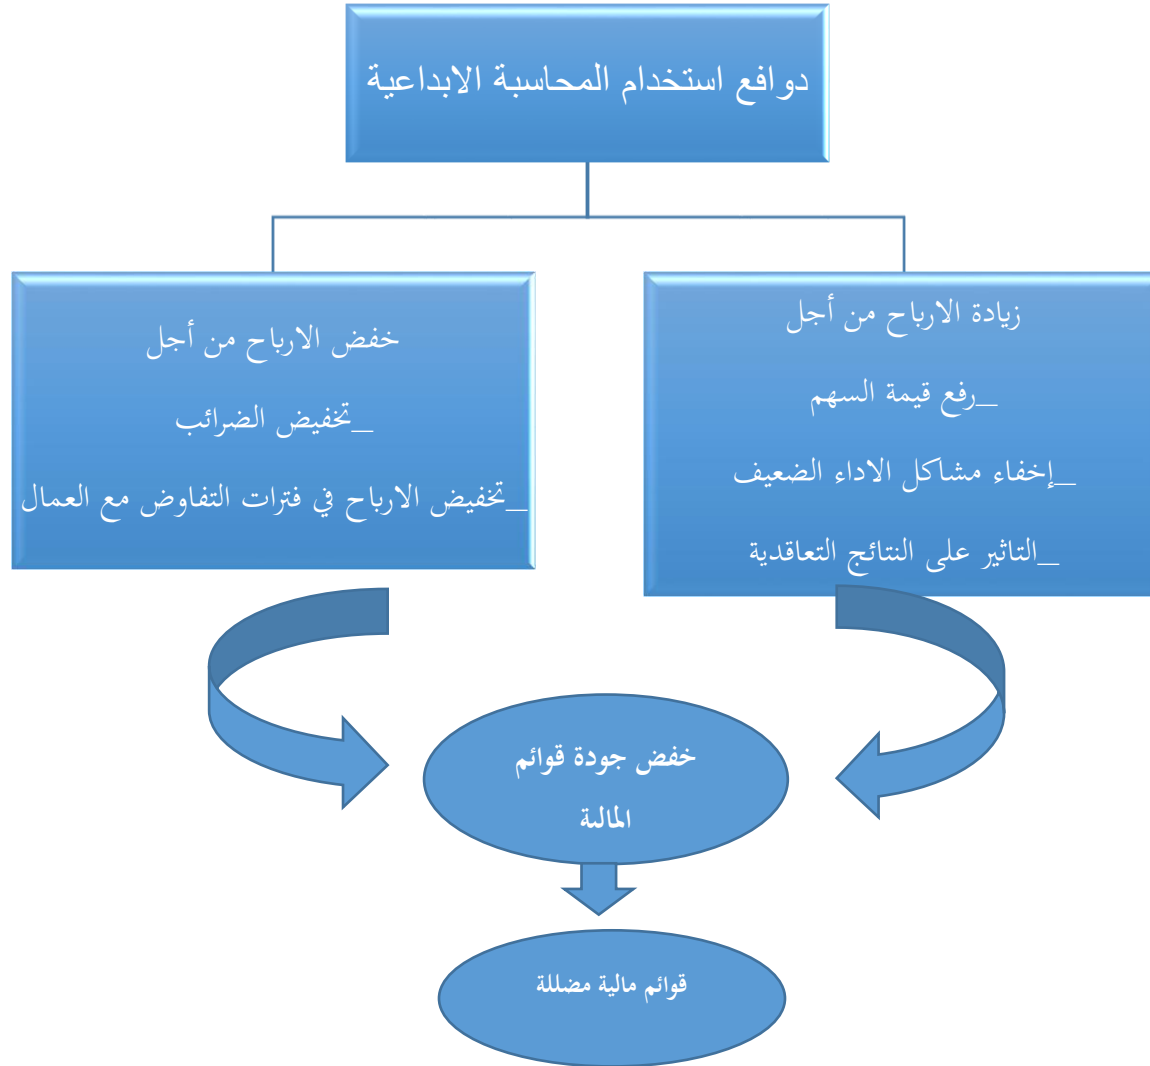 دوافع استخدام المحاسبة الابداعية
زيادة الارباح من أجل
_رفع قيمة السهم
_إخفاء مشاكل الاداء الضعيف
_التاثير على النتائج التعاقدية
خفض الارباح من أجل
_تخفيض الضرائب
_تخفيض الارباح في فترات التفاوض مع العمال
خفض جودة قوائم
المالية
قوائم مالية مضللة